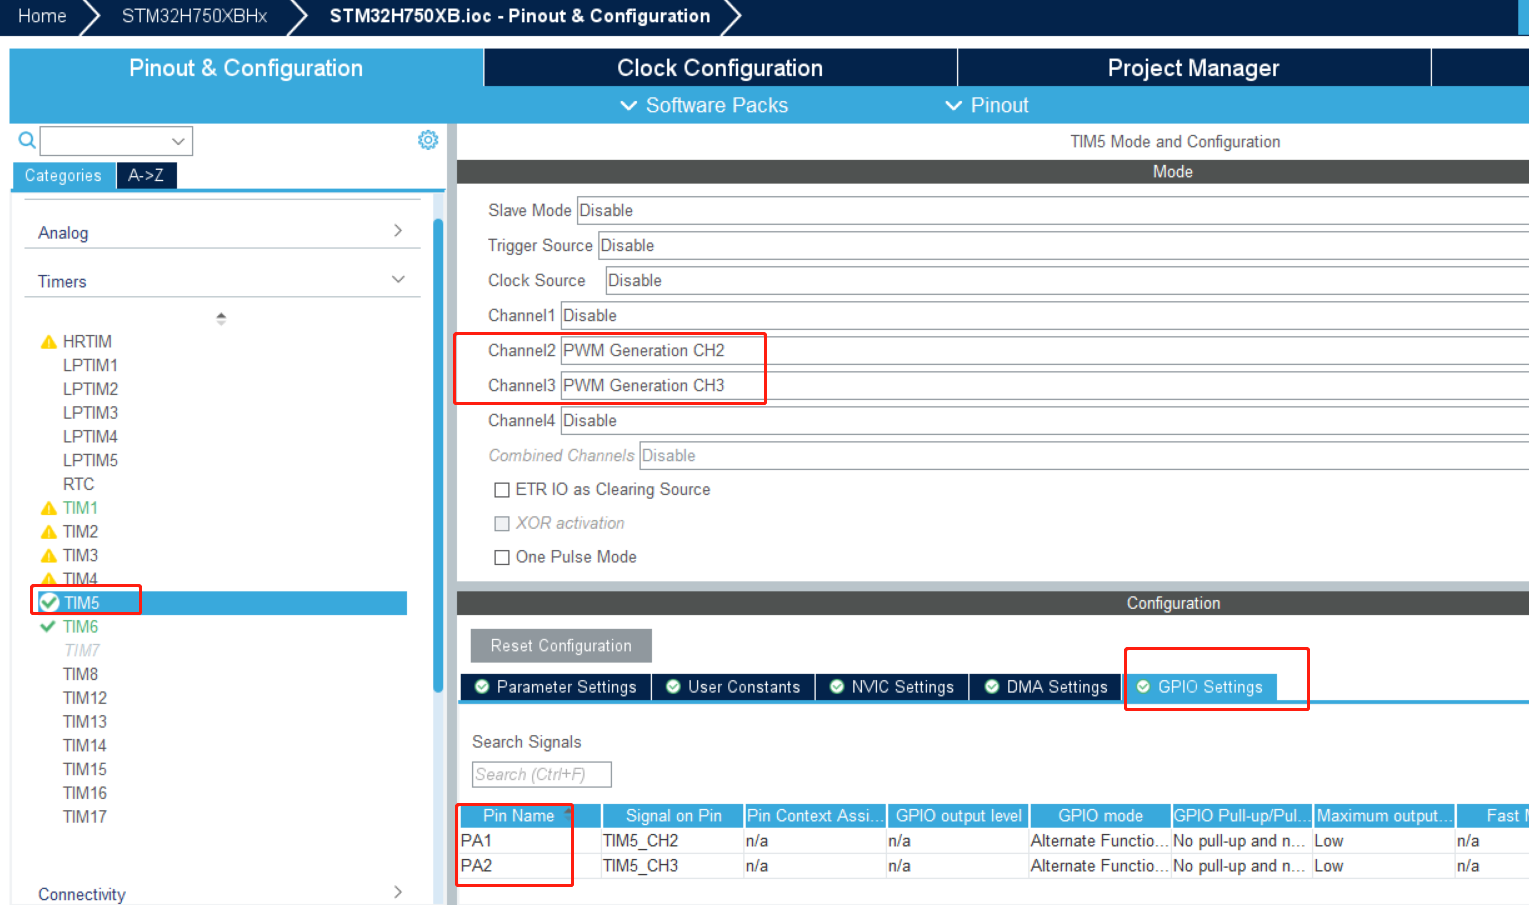 Home STM32H750XBHx STM32H750XB.ioc - Pinout & Configuration
Pinout & Configuration Clock Configuration Project Manager
Software Packs Pinout
TIM5 Mode and Configuration
Categories A->Z
Mode
Analog
Timers
HRTIM
LPTIM1
LPTIM2
LPTIM3
LPTIM4
LPTIM5
RTC
TIM1
TIM2
TIM3
TIM4
TIM5
TIM6
TIM7
TIM8
TIM12
TIM13
TIM14
TIM15
TIM16
TIM17
Connectivity
Slave Mode Disable
Trigger Source Disable
Clock Source Disable
Channel1 Disable
Channel2 PWM Generation CH2
Channel3 PWM Generation CH3
Channel4 Disable
Combined Channels Disable
ETR IO as Clearing Source
XOR activation
One Pulse Mode
Configuration
Reset Configuration
Parameter Settings User Constants NVIC Settings DMA Settings GPIO Settings
Search Signals
Search (Ctrl+F)
Pin Name Signal on Pin Pin Context Assi... GPIO output level GPIO mode GPIO Pull-up/Pul... Maximum output... Fast
PA1 TIM5_CH2 n/a n/a Alternate Functio... No pull-up and n... Low n/a
PA2 TIM5_CH3 n/a n/a Alternate Functio... No pull-up and n... Low n/a